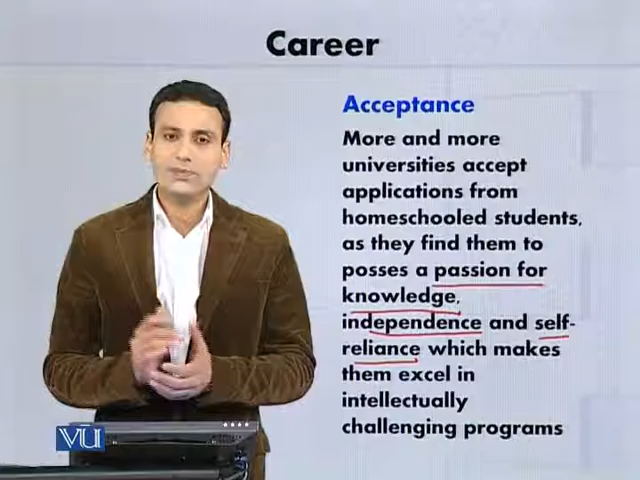 Career
Acceptance
More and more
universities accept
applications from
homeschooled students,
as they find them to
posses a passion for
knowledge,
independence and self-
reliance which makes
them excel in
intellectually
challenging programs
VU